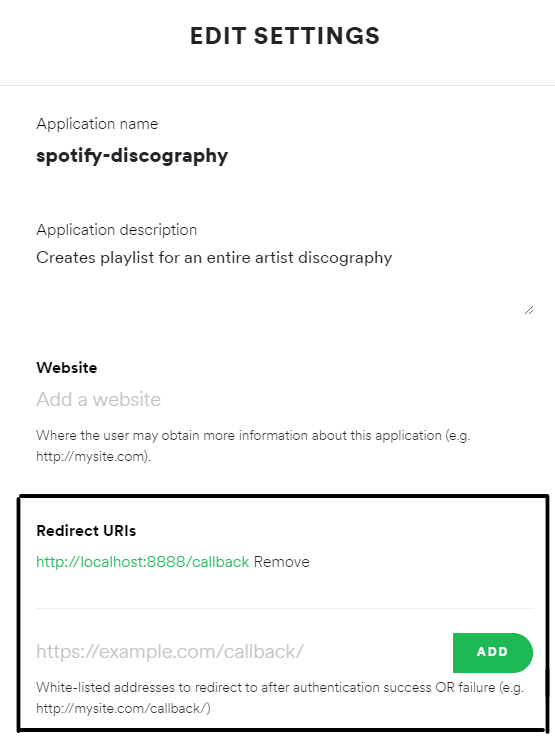 EDIT SETTINGS
Application name
spotify-discography
Application description
Creates playlist for an entire artist discography
Website
Add a website
Where the user may obtain more information about this application (e.g.
http://mysite.com).
Redirect URIs
http://localhost:8888/callback Remove
https://example.com/callback/ ADD
White-listed addresses to redirect to after authentication success OR failure (e.g.
http://mysite.com/callback/)